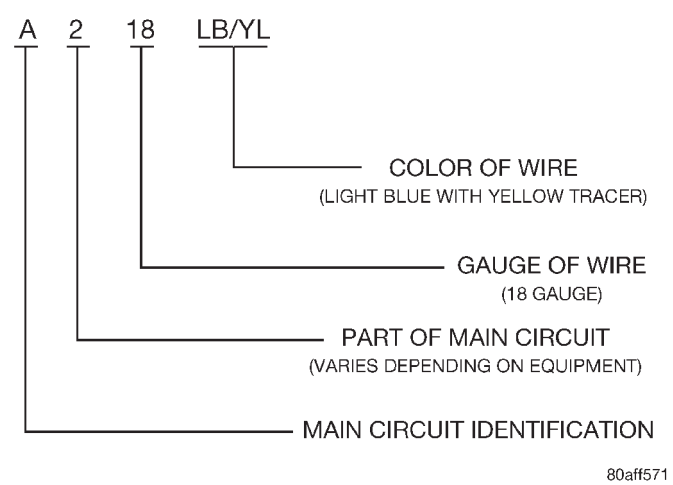 A 2 18 LB/YL
COLOR OF WIRE
(LIGHT BLUE WITH YELLOW TRACER)
GAUGE OF WIRE
(18 GAUGE)
PART OF MAIN CIRCUIT
(VARIES DEPENDING ON EQUIPMENT)
MAIN CIRCUIT IDENTIFICATION
80aff571